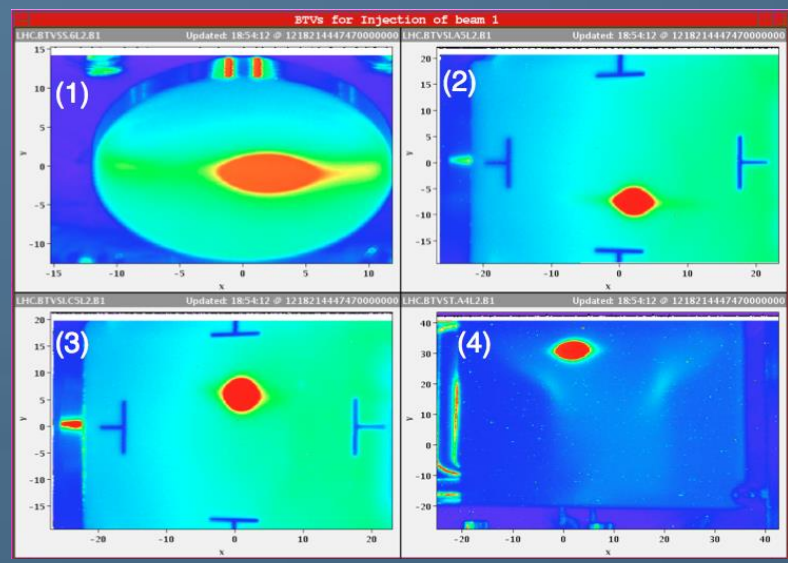 BTVs for Injection of beam 1
LHC.BTVSS.6L2.B1 Updated: 18:54:12 @ 1218214447470000000
(1)
15
10
5
0
-5
-10
y
-15 -10 -5 0 5 10
x
LHC.BTVSI.A5L2.B1 Updated: 18:54:12 @ 1218214447470000000
(2)
20
15
10
5
0
-5
-10
-15
y
-20 -10 0 10 20
x
LHC.BTVSI.C5L2.B1 Updated: 18:54:12 @ 1218214447470000000
(3)
20
15
10
5
0
-5
-10
-15
y
-20 -10 0 10 20
x
LHC.BTVST.A4L2.B1 Updated: 18:54:12 @ 1218214447470000000
(4)
40
30
20
10
0
-10
-20
y
-20 -10 0 10 20 30 40
x